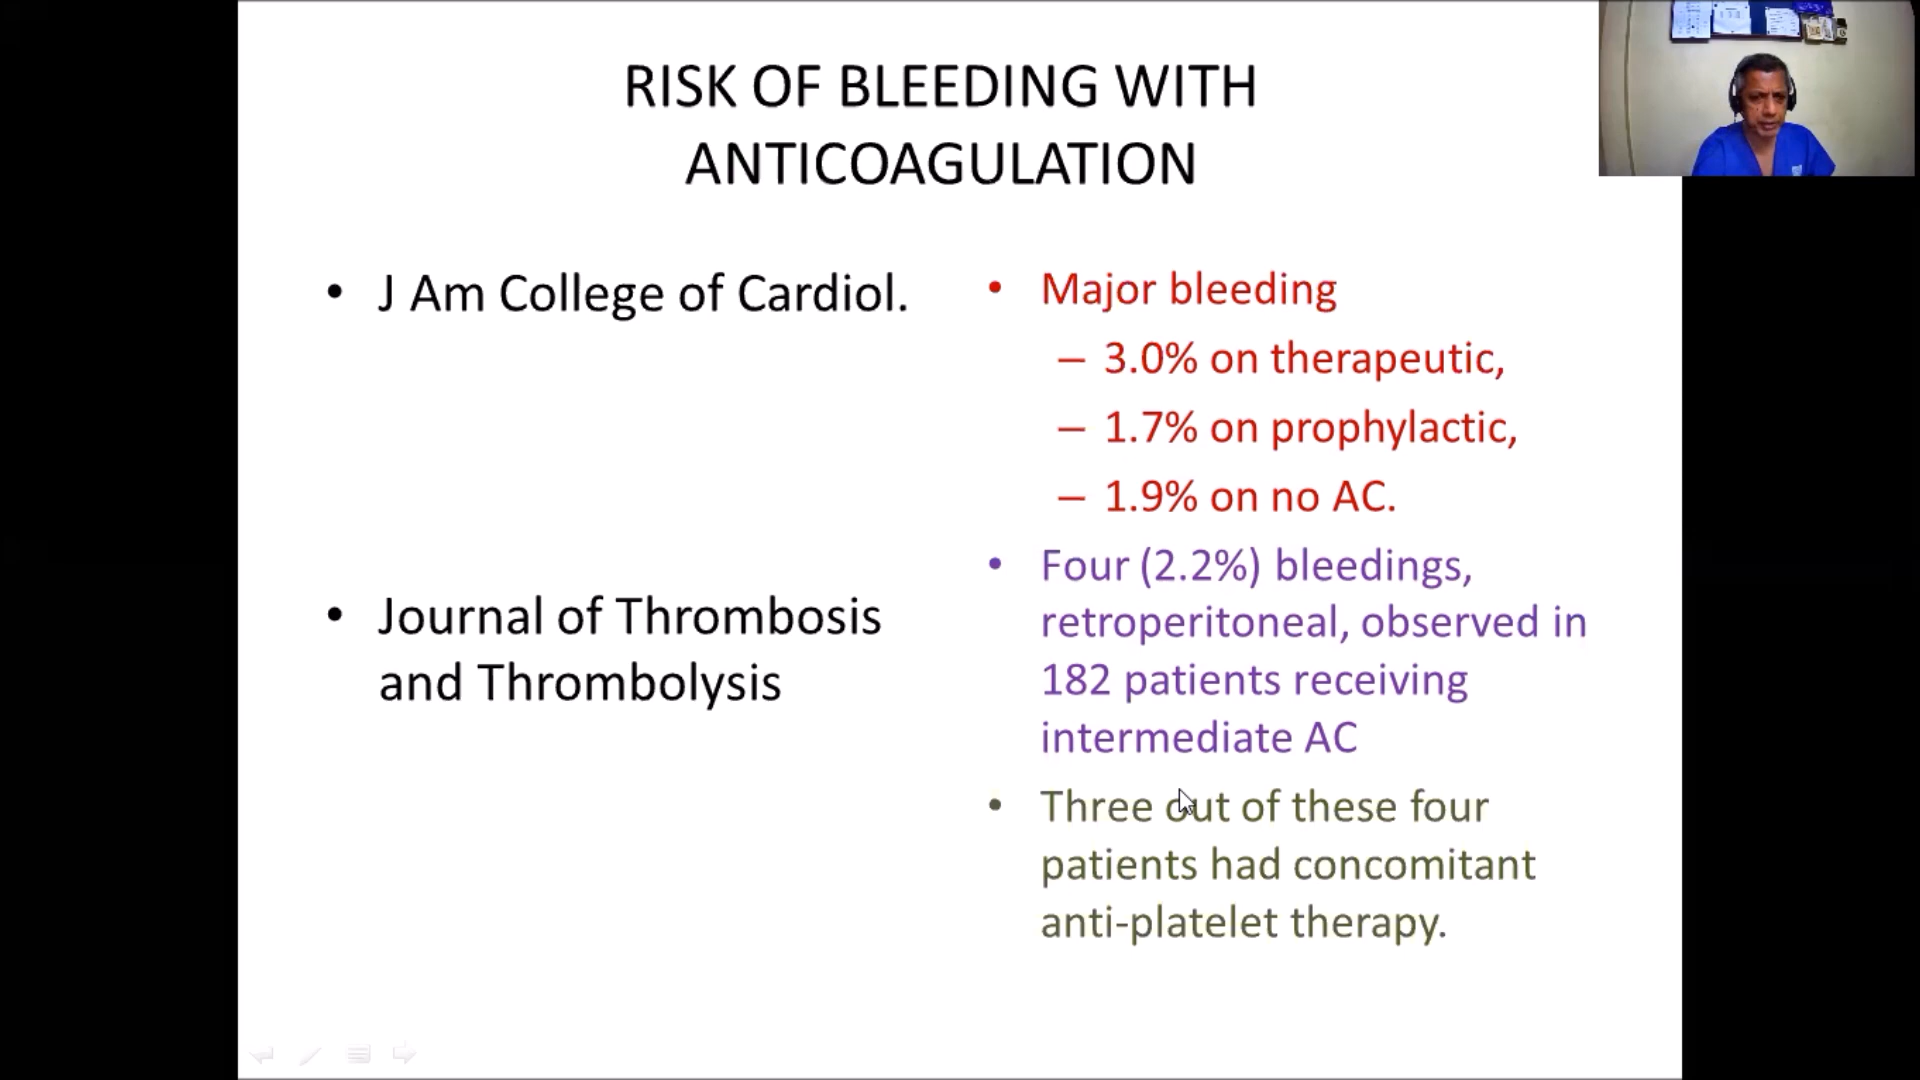 RISK OF BLEEDING WITH
ANTICOAGULATION
• J Am College of Cardiol.
• Journal of Thrombosis
and Thrombolysis
• Major bleeding
– 3.0% on therapeutic,
– 1.7% on prophylactic,
– 1.9% on no AC.
• Four (2.2%) bleedings,
retroperitoneal, observed in
182 patients receiving
intermediate AC
• Three out of these four
patients had concomitant
anti-platelet therapy.